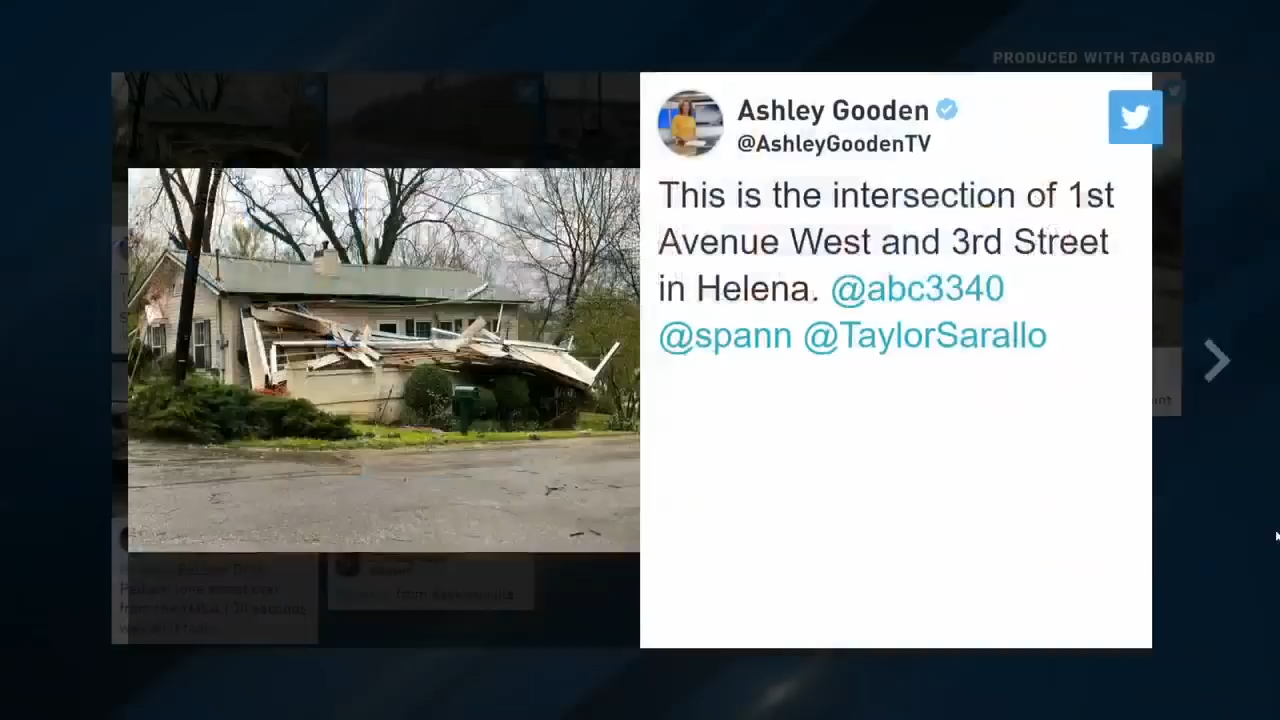 PRODUCED WITH TAGBOARD
Ashley Gooden
@AshleyGoodenTV
This is the intersection of 1st
Avenue West and 3rd Street
in Helena. @abc3340
@spann @TaylorSarallo